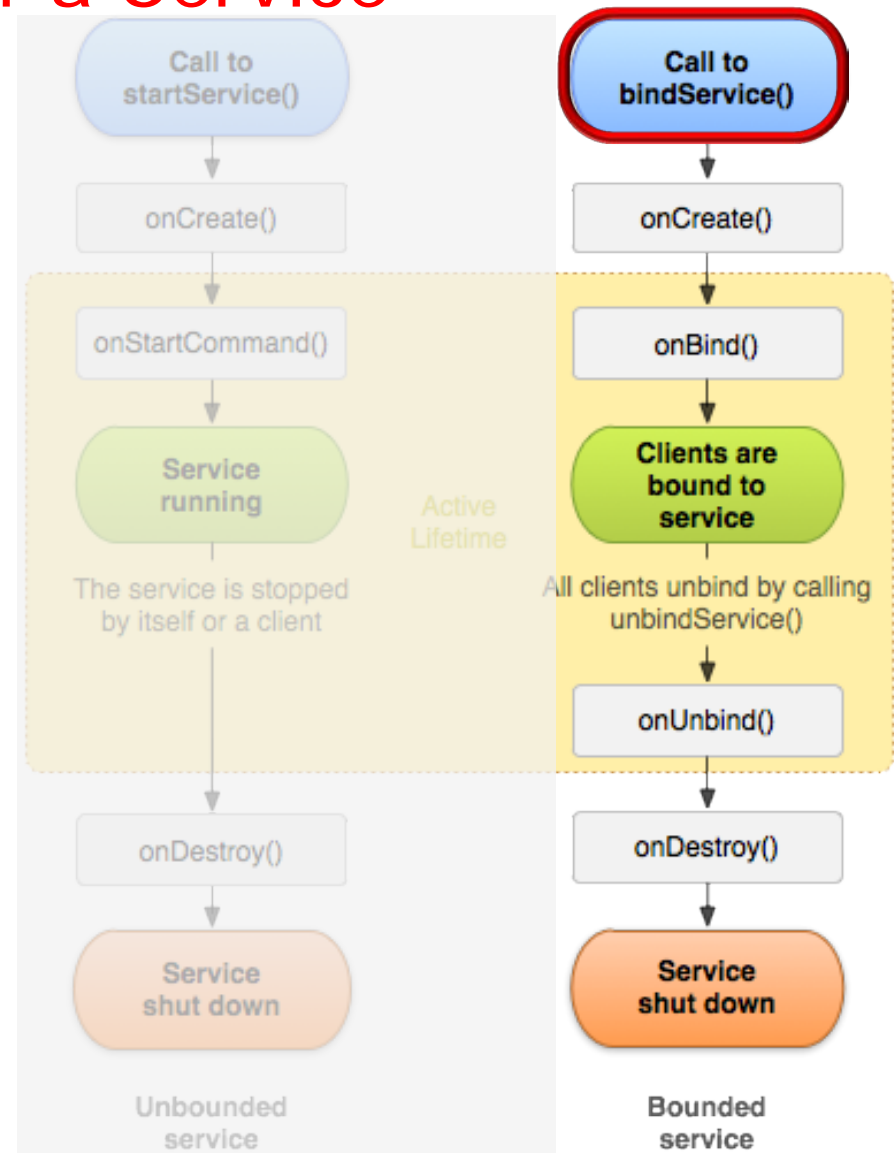 r a Service
Call to
startService()
onCreate()
onStartCommand()
Service
running
Active
Lifetime
The service is stopped
by itself or a client
onDestroy()
Service
shut down
Unbounded
service
Call to
bindService()
onCreate()
onBind()
Clients are
bound to
service
All clients unbind by calling
unbindService()
onUnbind()
onDestroy()
Service
shut down
Bounded
service